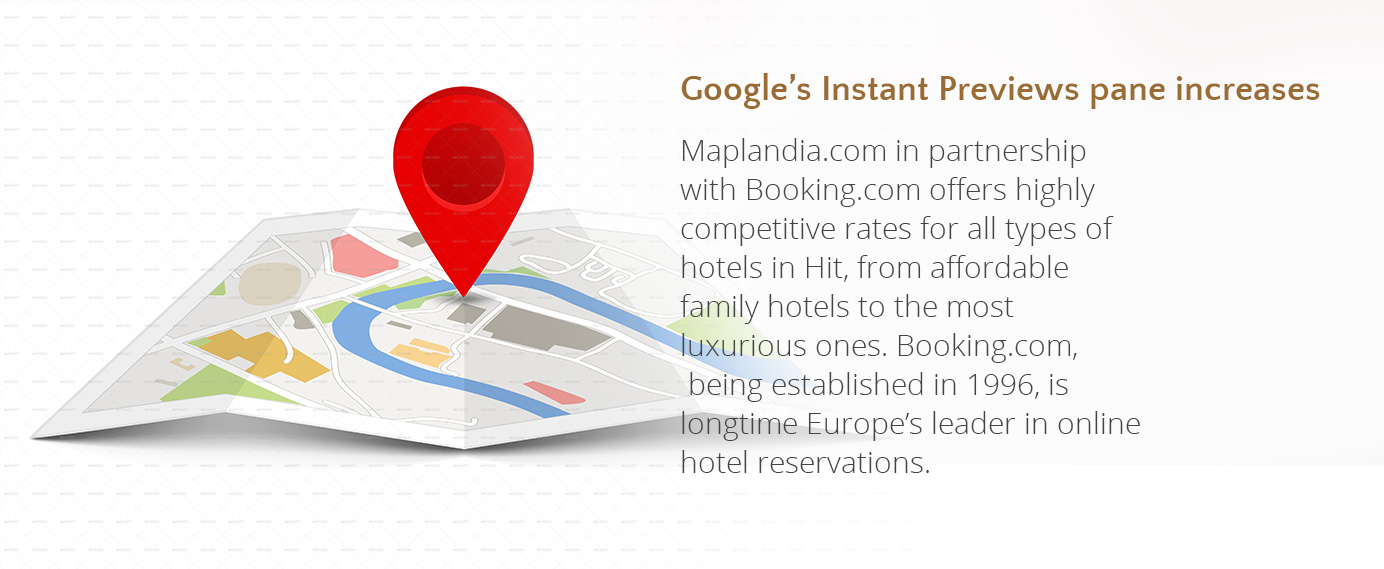 Google’s Instant Previews pane increases
Maplandia.com in partnership
with Booking.com offers highly
competitive rates for all types of
hotels in Hit, from affordable
family hotels to the most
luxurious ones. Booking.com,
being established in 1996, is
longtime Europe’s leader in online
hotel reservations.